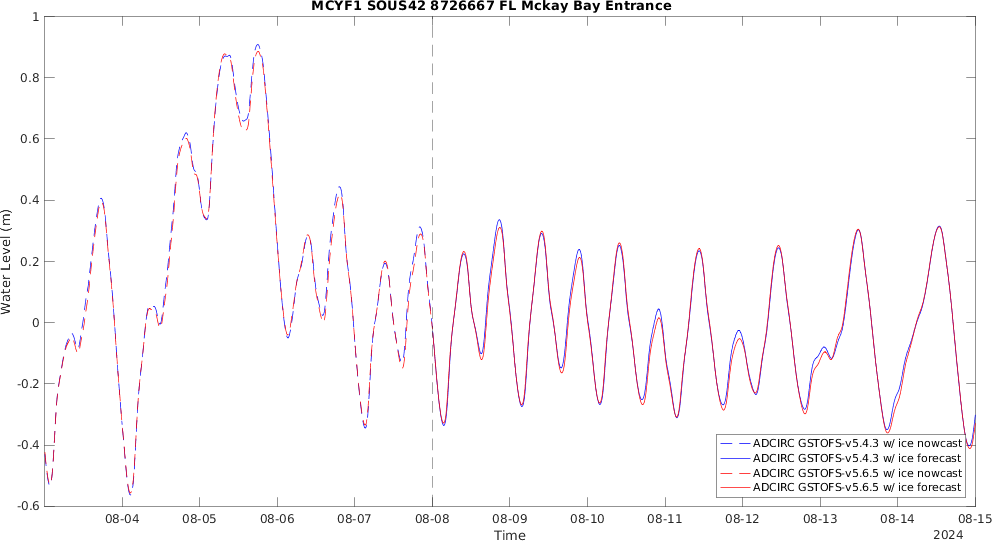 MCYF1 SOUS42 8726667 FL Mckay Bay Entrance
1
0.8
0.6
0.4
0.2
0
-0.2
-0.4
-0.6
Water Level (m)
ADCIRC GSTOFS-v5.4.3 w/ ice nowcast
ADCIRC GSTOFS-v5.4.3 w/ ice forecast
ADCIRC GSTOFS-v5.6.5 w/ ice nowcast
ADCIRC GSTOFS-v5.6.5 w/ ice forecast
08-04 08-05 08-06 08-07 08-08 08-09 08-10 08-11 08-12 08-13 08-14 08-15
Time
2024